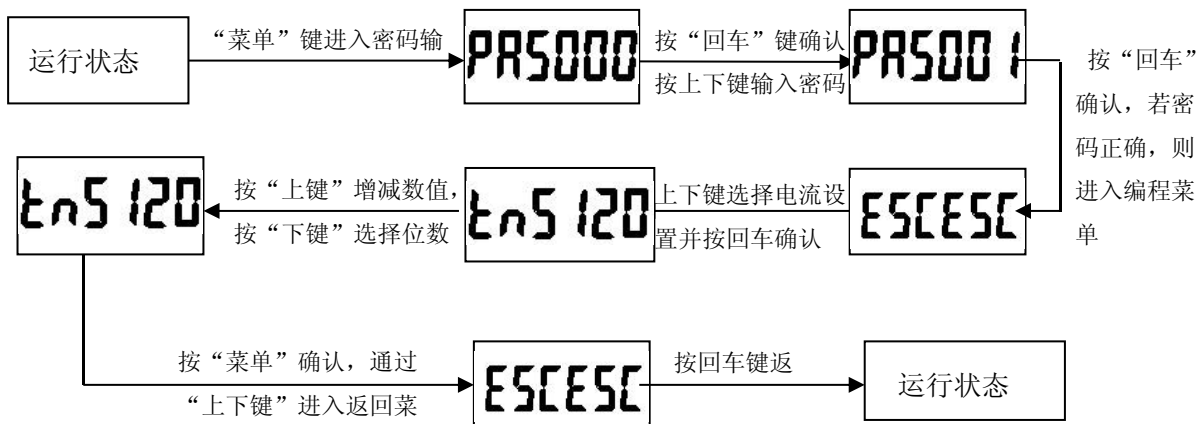 运行状态
“菜单”键进入密码输
PAS000
按“回车”键确认
按上下键输入密码
PAS001
按“回车”
确认，若密
码正确，则
进入编程菜
单
ESCESC
上下键选择电流设
置并按回车确认
tnS120
按“上键”增减数值，
按“下键”选择位数
tnS120
按“菜单”确认，通过
“上下键”进入返回菜
ESCESC
按回车键返
运行状态